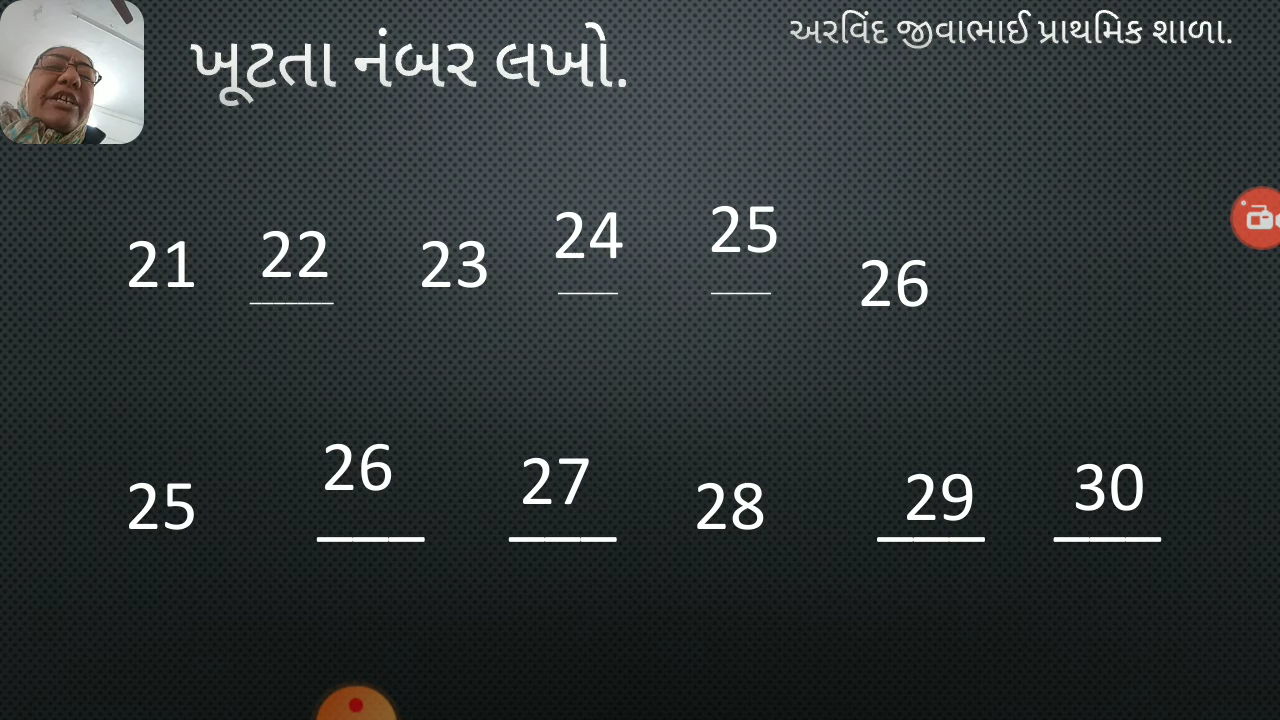 અરવિંદ જીવાભાઈ પ્રાથમિક શાળા.
ખૂટતા નંબર લખો.
21 22 23 24 25 26
25 26 27 28 29 30